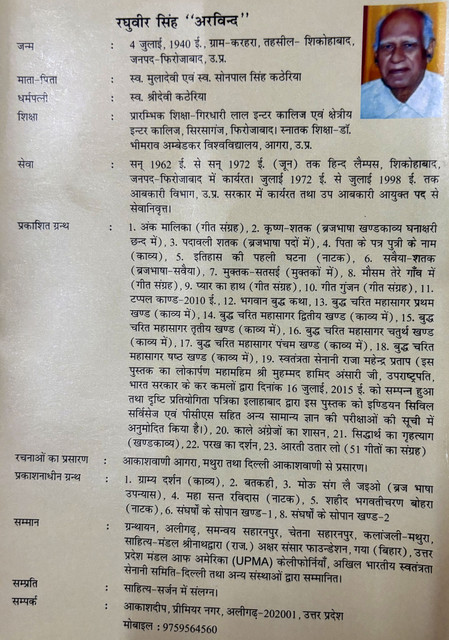 रघुवीर सिंह "अरविन्द"
जन्म : 4 जुलाई, 1940 ई., ग्राम-करहरा, तहसील- शिकोहाबाद,
जनपद-फिरोजाबाद, उ.प्र.
माता-पिता : स्व. मुलादेवी एवं स्व. सोनपाल सिंह कठेरिया
धर्मपत्नी : स्व. श्रीदेवी कठेरिया
शिक्षा : प्रारम्भिक शिक्षा-गिरधारी लाल इन्टर कालिज एवं क्षेत्रीय
इन्टर कालिज, सिरसागंज, फिरोजाबाद। स्नातक शिक्षा-डॉ.
भीमराव अम्बेडकर विश्वविद्यालय, आगरा, उ.प्र.
सेवा : सन् 1962 ई. से सन् 1972 ई. (जून) तक हिन्द लैम्पस, शिकोहाबाद,
जनपद-फिरोजाबाद में कार्यरत। जुलाई 1972 ई. से जुलाई 1998 ई. तक
आबकारी विभाग, उ.प्र. सरकार में कार्यरत तथा उप आबकारी आयुक्त पद से
सेवानिवृत्त।
प्रकाशित ग्रन्थ : 1. अंक मालिका (गीत संग्रह), 2. कृष्ण-शतक (ब्रजभाषा खण्डकाव्य घनाक्षरी
छन्द में), 3. पदावली शतक (ब्रजभाषा पदों में), 4. पिता के पत्र पुत्री के नाम
(काव्य), 5. इतिहास की पहली घटना (नाटक), 6. सवैया-शतक
(ब्रजभाषा-सवैया), 7. मुक्तक-सतसई (मुक्तकों में), 8. मौसम तेरे गाँव में
(गीत संग्रह), 9. प्यार का हाथ (गीत संग्रह), 10. गीत गुंजन (गीत संग्रह), 11.
टप्पल काण्ड-2010 ई., 12. भगवान बुद्ध कथा, 13. बुद्ध चरित महासागर प्रथम
खण्ड (काव्य में), 14. बुद्ध चरित महासागर द्वितीय खण्ड (काव्य में), 15. बुद्ध
चरित महासागर तृतीय खण्ड (काव्य में), 16. बुद्ध चरित महासागर चतुर्थ खण्ड
(काव्य में), 17. बुद्ध चरित महासागर पंचम खण्ड (काव्य में), 18. बुद्ध चरित
महासागर षष्ठ खण्ड (काव्य में), 19. स्वतंत्रता सेनानी राजा महेन्द्र प्रताप (इस
पुस्तक का लोकार्पण महामहिम श्री मुहम्मद हामिद अंसारी जी, उपराष्ट्रपति,
भारत सरकार के कर कमलों द्वारा दिनांक 16 जुलाई, 2015 ई. को सम्पन्न हुआ
तथा दृष्टि प्रतियोगिता पत्रिका इलाहाबाद द्वारा इस पुस्तक को इण्डियन सिविल
सर्विसेज एवं पीसीएस सहित अन्य सामान्य ज्ञान की परीक्षाओं की सूची में
अनुमोदित किया है।), 20. काले अंग्रेजों का शासन, 21. सिद्धार्थ का गृहत्याग
(खण्डकाव्य), 22. परख का दर्शन, 23. आरती उतार लो (51 गीतों का संग्रह)
रचनाओं का प्रसारण : आकाशवाणी आगरा, मथुरा तथा दिल्ली आकाशवाणी से प्रसारण।
प्रकाशनाधीन ग्रन्थ : 1. ग्राम्य दर्शन (काव्य), 2. बतकही, 3. मोऊ संग लै जइओ (ब्रज भाषा
उपन्यास), 4. महा सन्त रविदास (नाटक), 5. शहीद भगवतीचरण बोहरा
(नाटक), 6. संघर्षों के सोपान खण्ड-1, 8. संघर्षों के सोपान खण्ड-2
सम्मान : ग्रन्थायन, अलीगढ़, समन्वय सहारनपुर, चेतना सहारनपुर, कलांजली-मथुरा,
साहित्य-मंडल श्रीनाथद्वारा (राज.) अक्षर संसार फाउन्डेशन, गया (बिहार), उत्तर
प्रदेश मंडल आफ अमेरिका (UPMA) केलीफोर्निया, अखिल भारतीय स्वतंत्रता
सेनानी समिति-दिल्ली तथा अन्य संस्थाओं द्वारा सम्मानित।
सम्प्रति : साहित्य-सर्जन में संलग्न।
सम्पर्क : आकाशदीप, प्रीमियर नगर, अलीगढ़-202001, उत्तर प्रदेश
मोबाइल : 9759564560